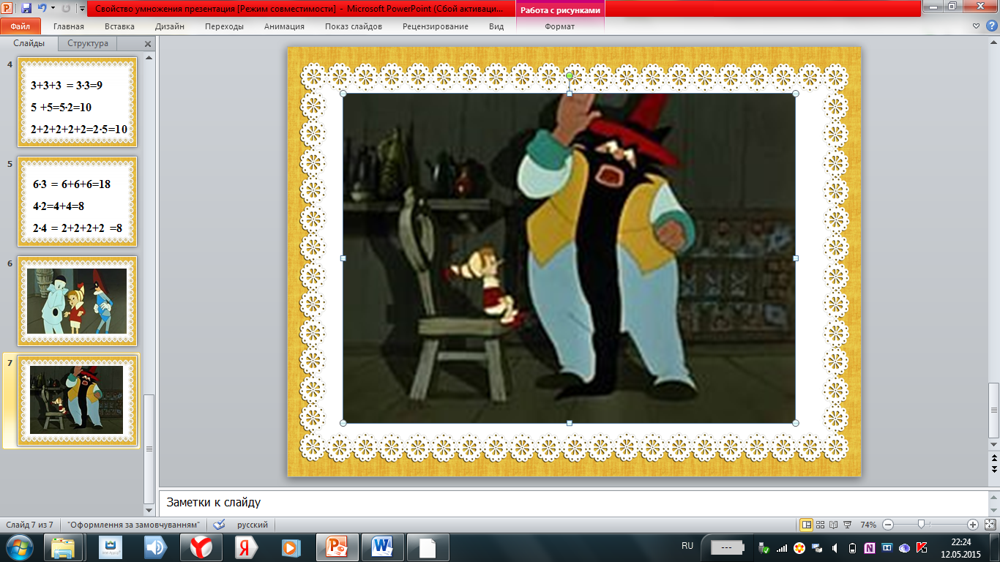 Свойство умножения презентация [Режим совместимости] - Microsoft PowerPoint (Сбой активаци...
Работа с рисунками
Файл Главная Вставка Дизайн Переходы Анимация Показ слайдов Рецензирование Вид Формат
Слайды Структура
4
3+3+3 = 3·3=9
5 +5=5·2=10
2+2+2+2+2=2·5=10
5
6·3 = 6+6+6=18
4·2=4+4=8
2·4 = 2+2+2+2 =8
6
7
Заметки к слайду
Слайд 7 из 7 "Оформлення за замовчуванням" русский 74%
RU
22:24
12.05.2015